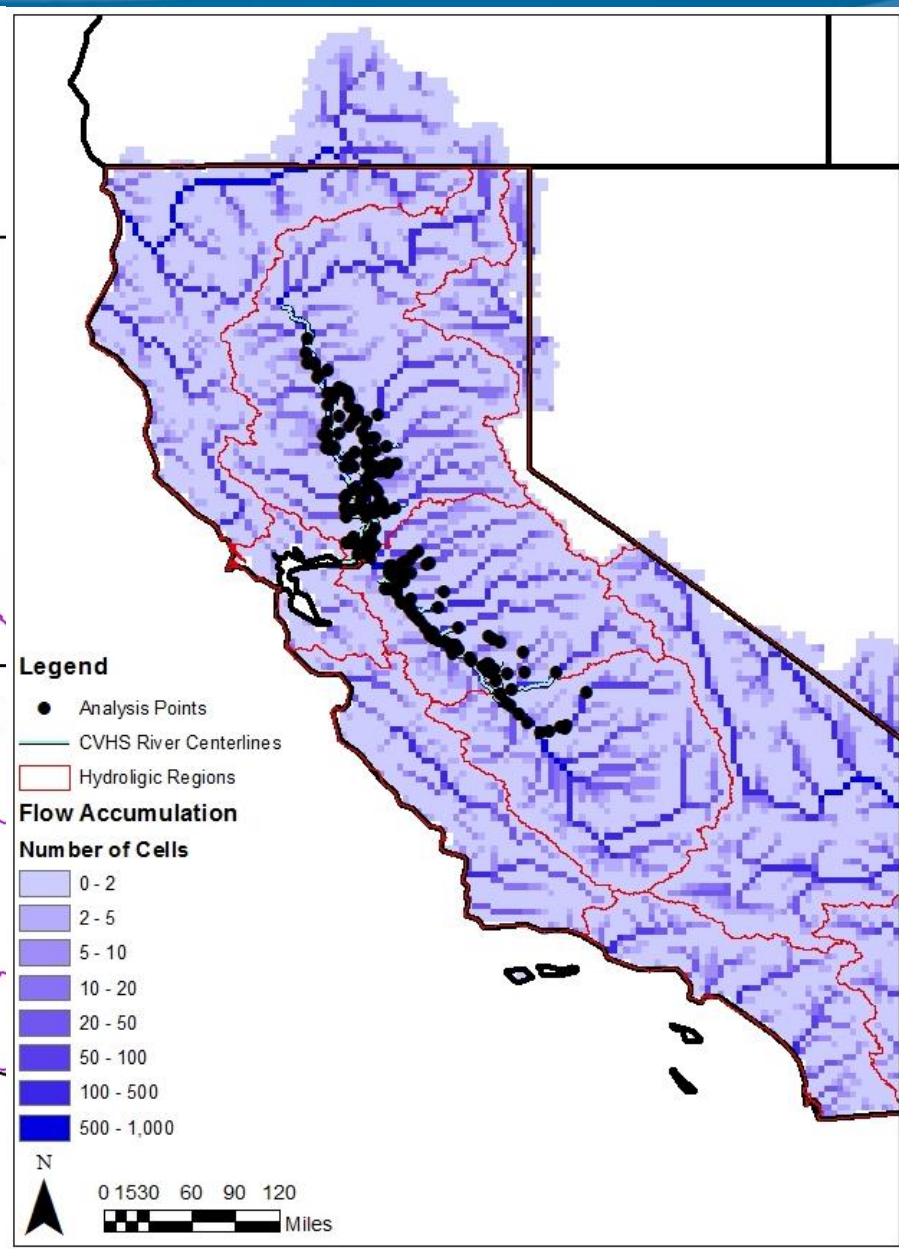 Legend
Analysis Points
CVHS River Centerlines
Hydroligic Regions
Flow Accumulation
Number of Cells
0 - 2
2 - 5
5 - 10
10 - 20
20 - 50
50 - 100
100 - 500
500 - 1,000
N
0 1530 60 90 120
Miles